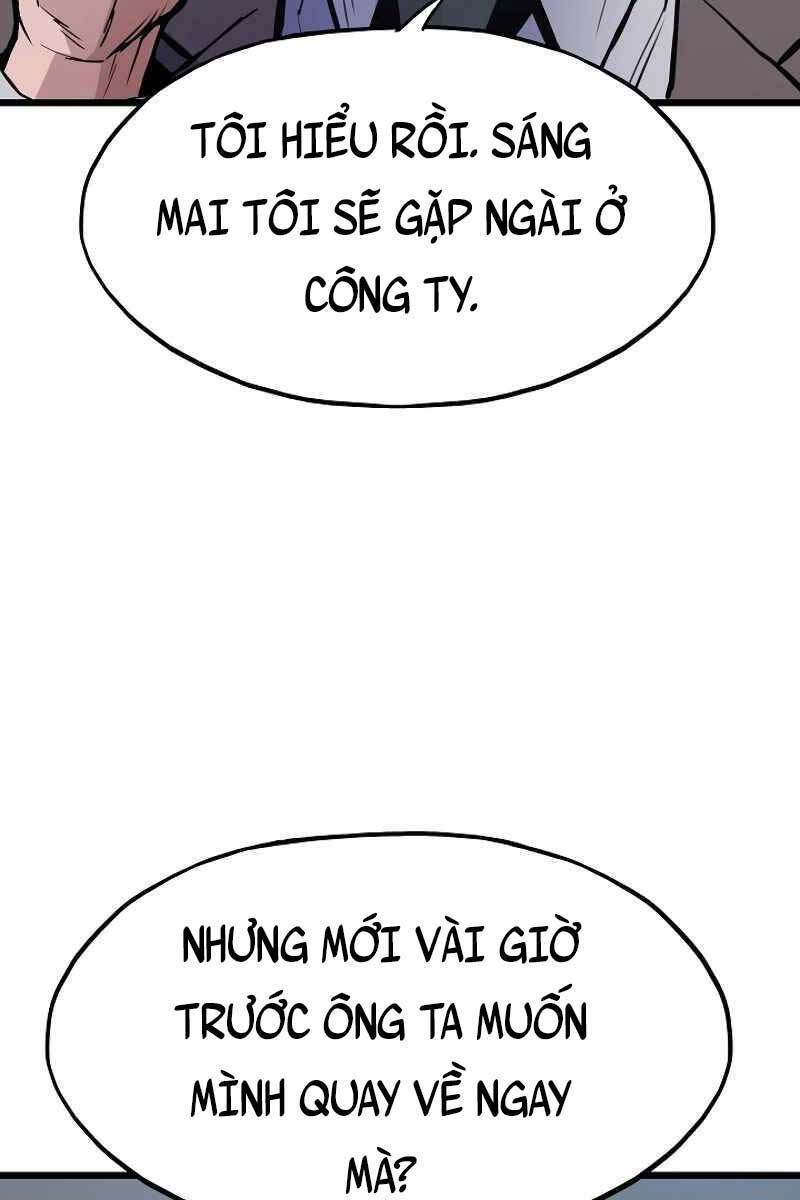 TÔI HIỂU RỒI. SÁNG
MAI TÔI SẼ GẶP NGÀI Ở
CÔNG TY.
NHƯNG MỚI VÀI GIỜ
TRƯỚC ÔNG TA MUỐN
MÌNH QUAY VỀ NGAY
MÀ?